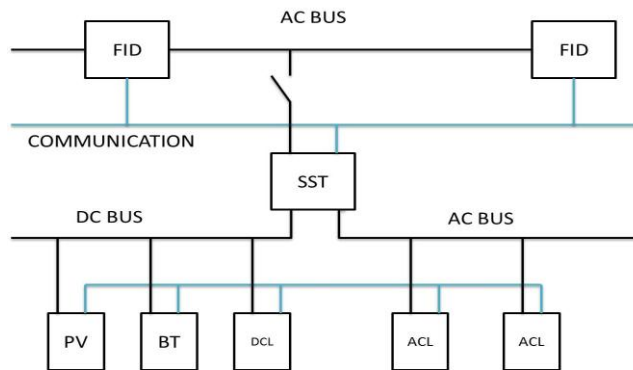 AC BUS
FID
FID
COMMUNICATION
SST
DC BUS
AC BUS
PV
BT
DCL
ACL
ACL